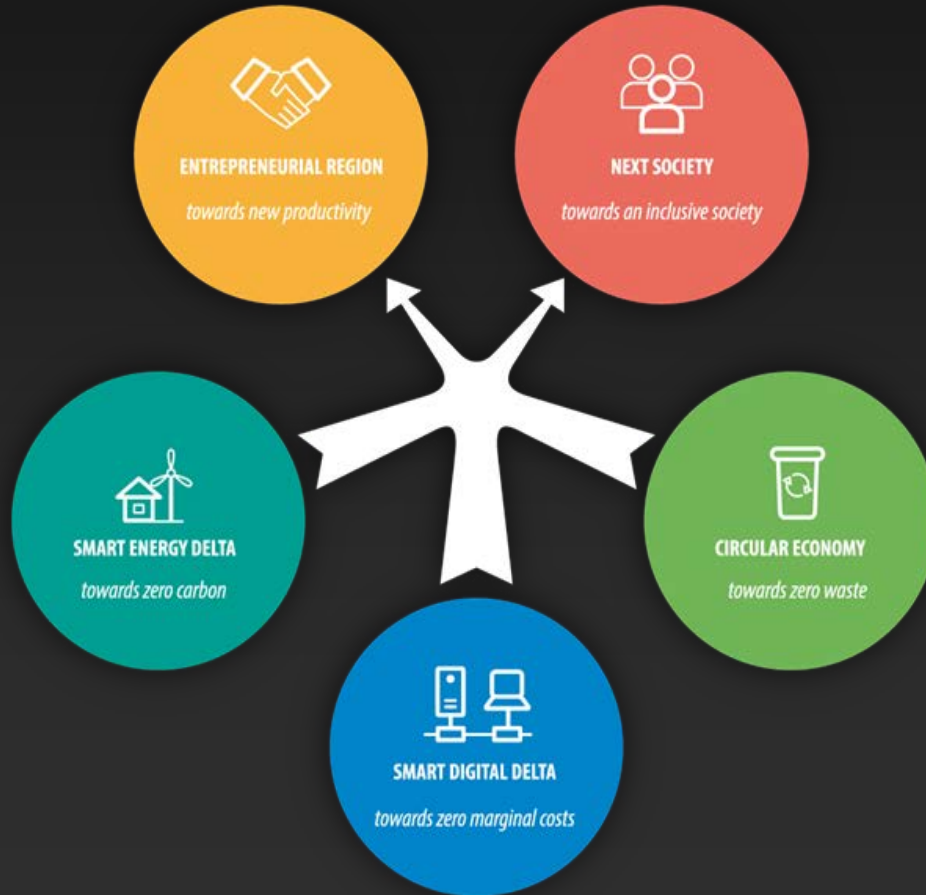 ENTREPRENEURIAL REGION
towards new productivity
NEXT SOCIETY
towards an inclusive society
SMART ENERGY DELTA
towards zero carbon
CIRCULAR ECONOMY
towards zero waste
SMART DIGITAL DELTA
towards zero marginal costs